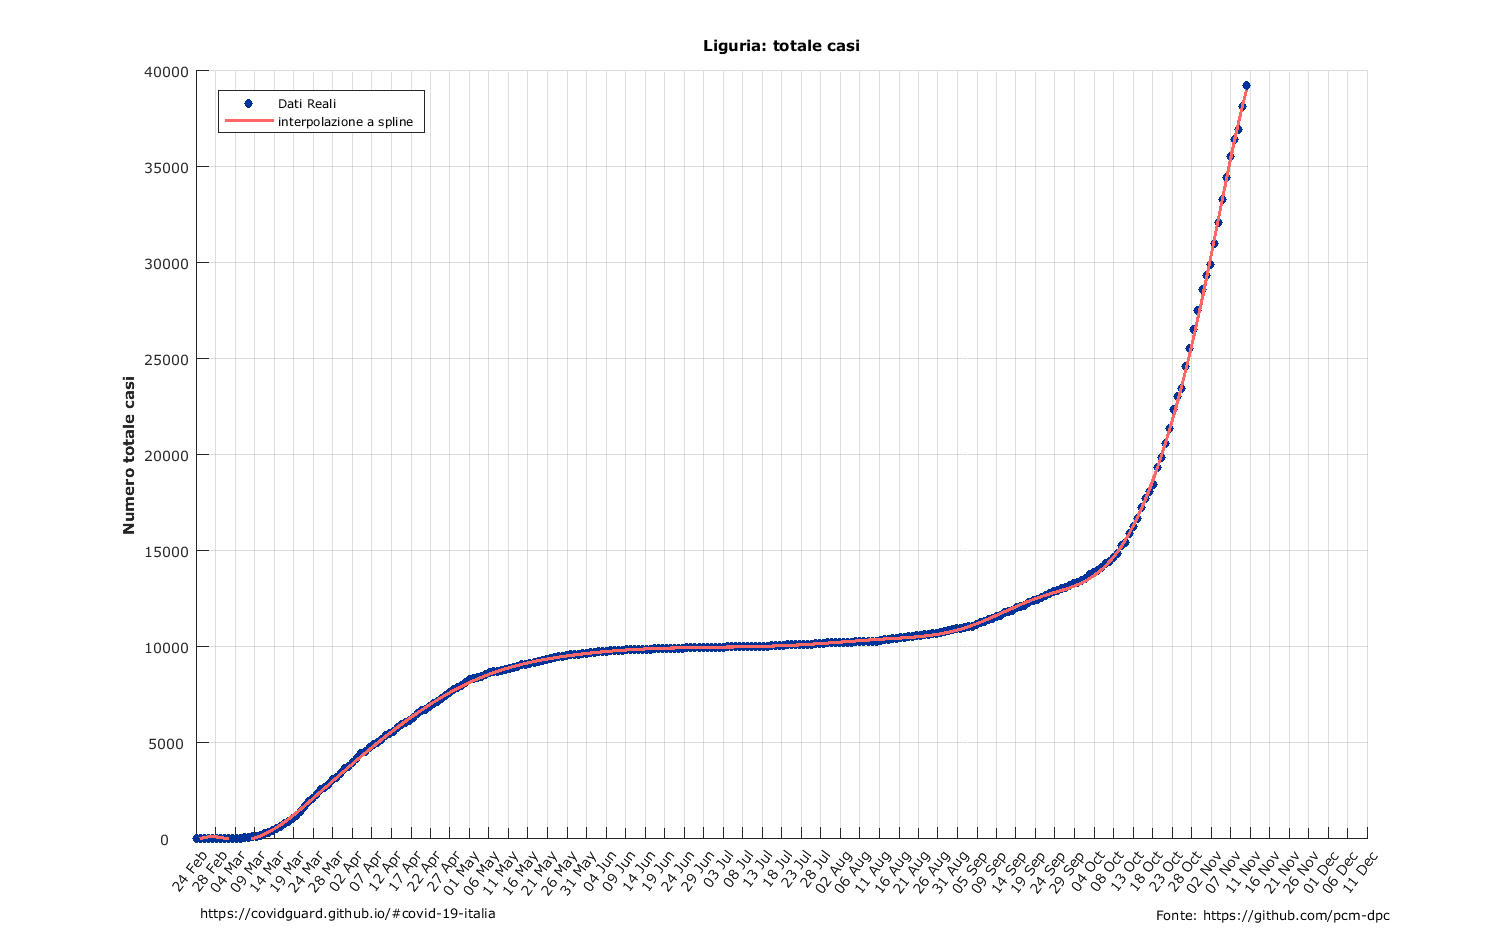 Liguria: totale casi
Dati Reali
interpolazione a spline
Numero totale casi
40000
35000
30000
25000
20000
15000
10000
5000
0
24 Feb
28 Feb
04 Mar
09 Mar
14 Mar
19 Mar
24 Mar
28 Mar
02 Apr
07 Apr
12 Apr
17 Apr
22 Apr
27 Apr
01 May
06 May
11 May
16 May
21 May
26 May
31 May
04 Jun
09 Jun
14 Jun
19 Jun
24 Jun
29 Jun
03 Jul
08 Jul
13 Jul
18 Jul
23 Jul
28 Jul
02 Aug
06 Aug
11 Aug
16 Aug
21 Aug
26 Aug
31 Aug
05 Sep
09 Sep
14 Sep
19 Sep
24 Sep
29 Sep
04 Oct
08 Oct
13 Oct
18 Oct
23 Oct
28 Oct
02 Nov
07 Nov
11 Nov
16 Nov
21 Nov
26 Nov
01 Dec
06 Dec
11 Dec
https://covidguard.github.io/#covid-19-italia
Fonte: https://github.com/pcm-dpc